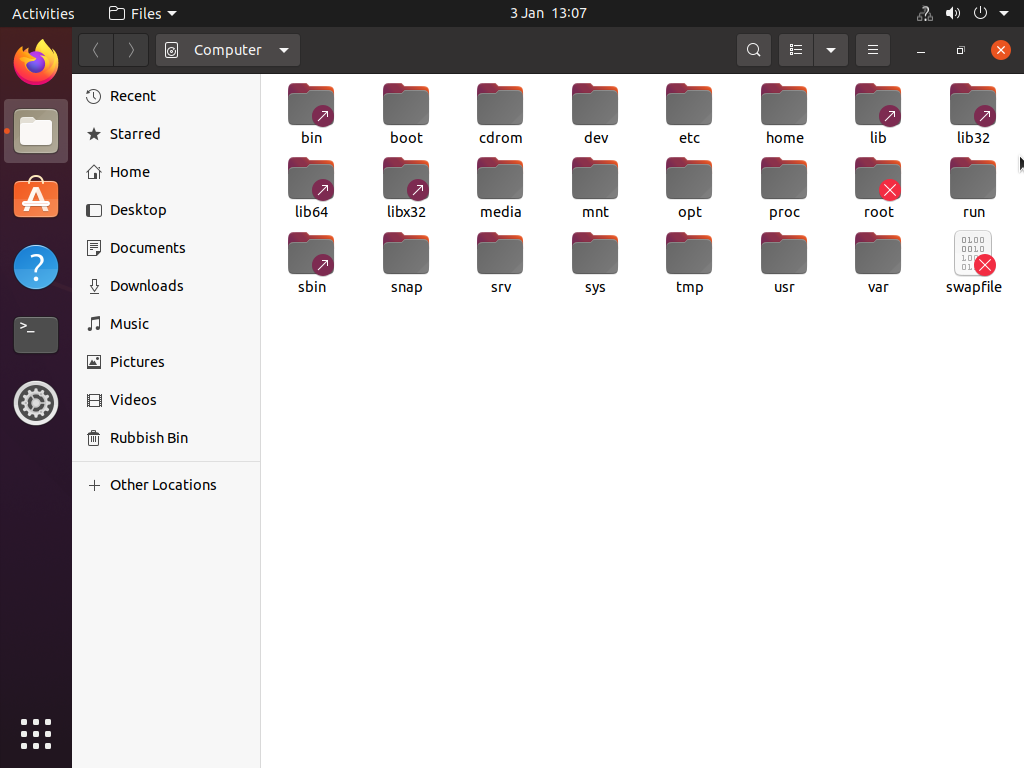 Activities
Files
3 Jan 13:07
Computer
Recent
Starred
Home
Desktop
Documents
Downloads
Music
Pictures
Videos
Rubbish Bin
Other Locations
bin boot cdrom dev etc home lib lib32
lib64 libx32 media mnt opt proc root run
sbin snap srv sys tmp usr var swapfile